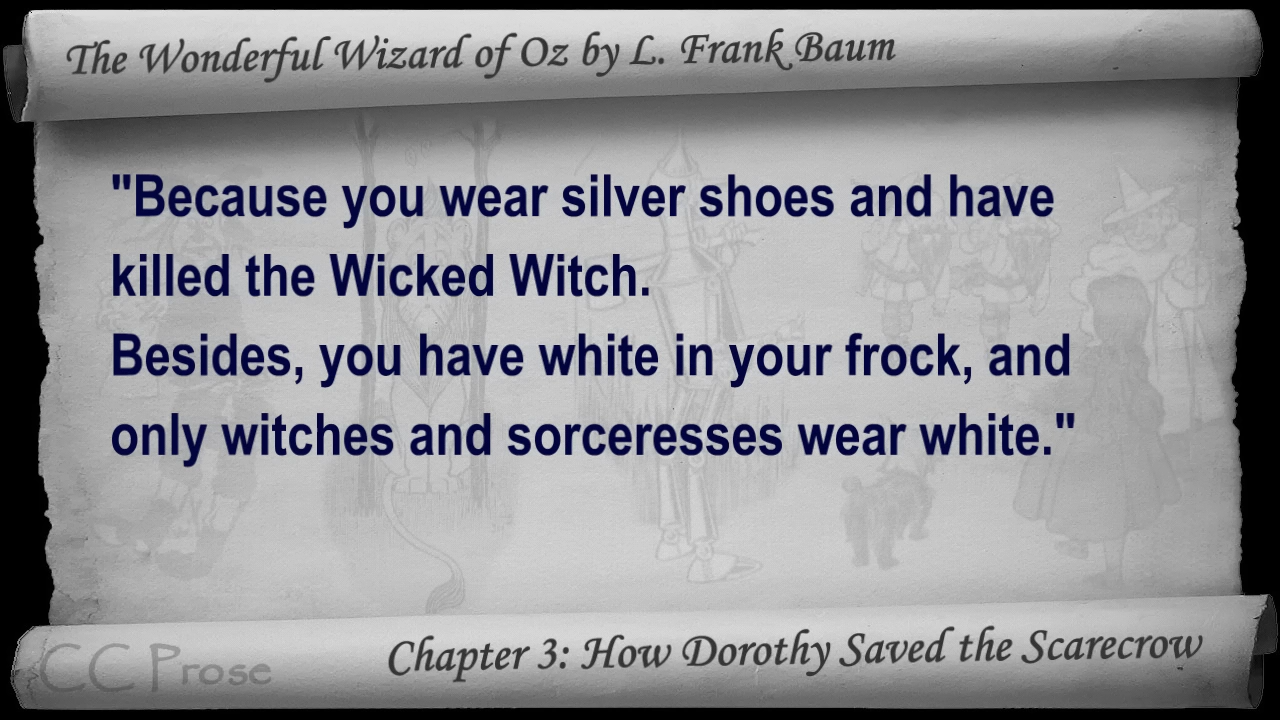 The Wonderful Wizard of Oz by L. Frank Baum
"Because you wear silver shoes and have
killed the Wicked Witch.
Besides, you have white in your frock, and
only witches and sorceresses wear white."
Chapter 3: How Dorothy Saved the Scarecrow
CC Prose